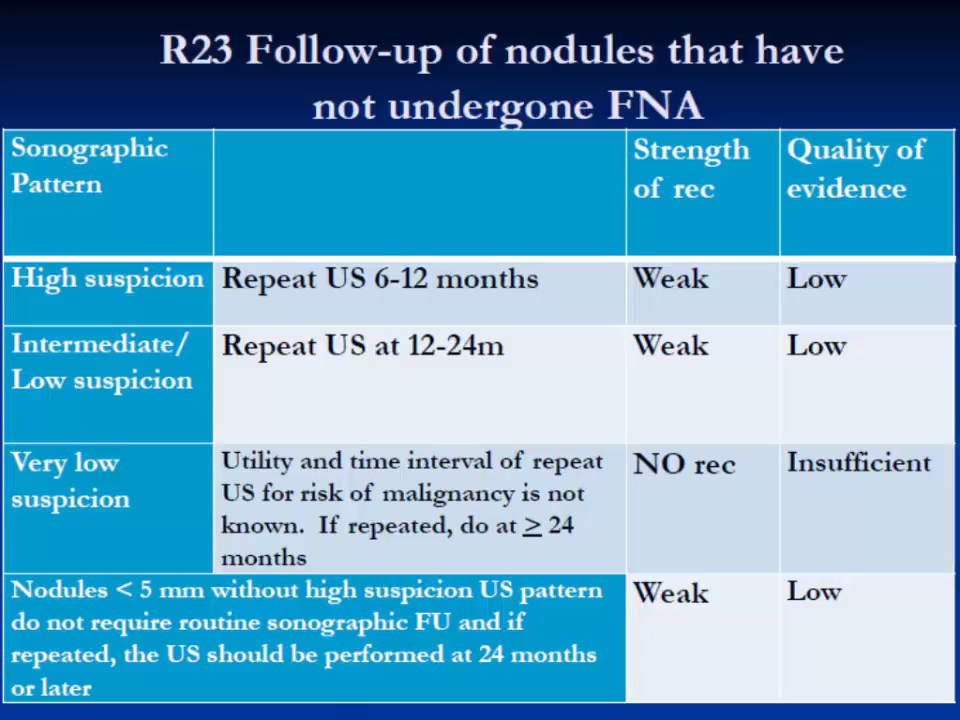 R23 Follow-up of nodules that have
not undergone FNA
Sonographic
Pattern
Strength
of rec
Quality of
evidence
High suspicion
Repeat US 6-12 months
Weak
Low
Intermediate/
Low suspicion
Repeat US at 12-24m
Weak
Low
Very low
suspicion
Utility and time interval of repeat
US for risk of malignancy is not
known. If repeated, do at ≥ 24
months
NO rec
Insufficient
Nodules < 5 mm without high suspicion US pattern
do not require routine sonographic FU and if
repeated, the US should be performed at 24 months
or later
Weak
Low